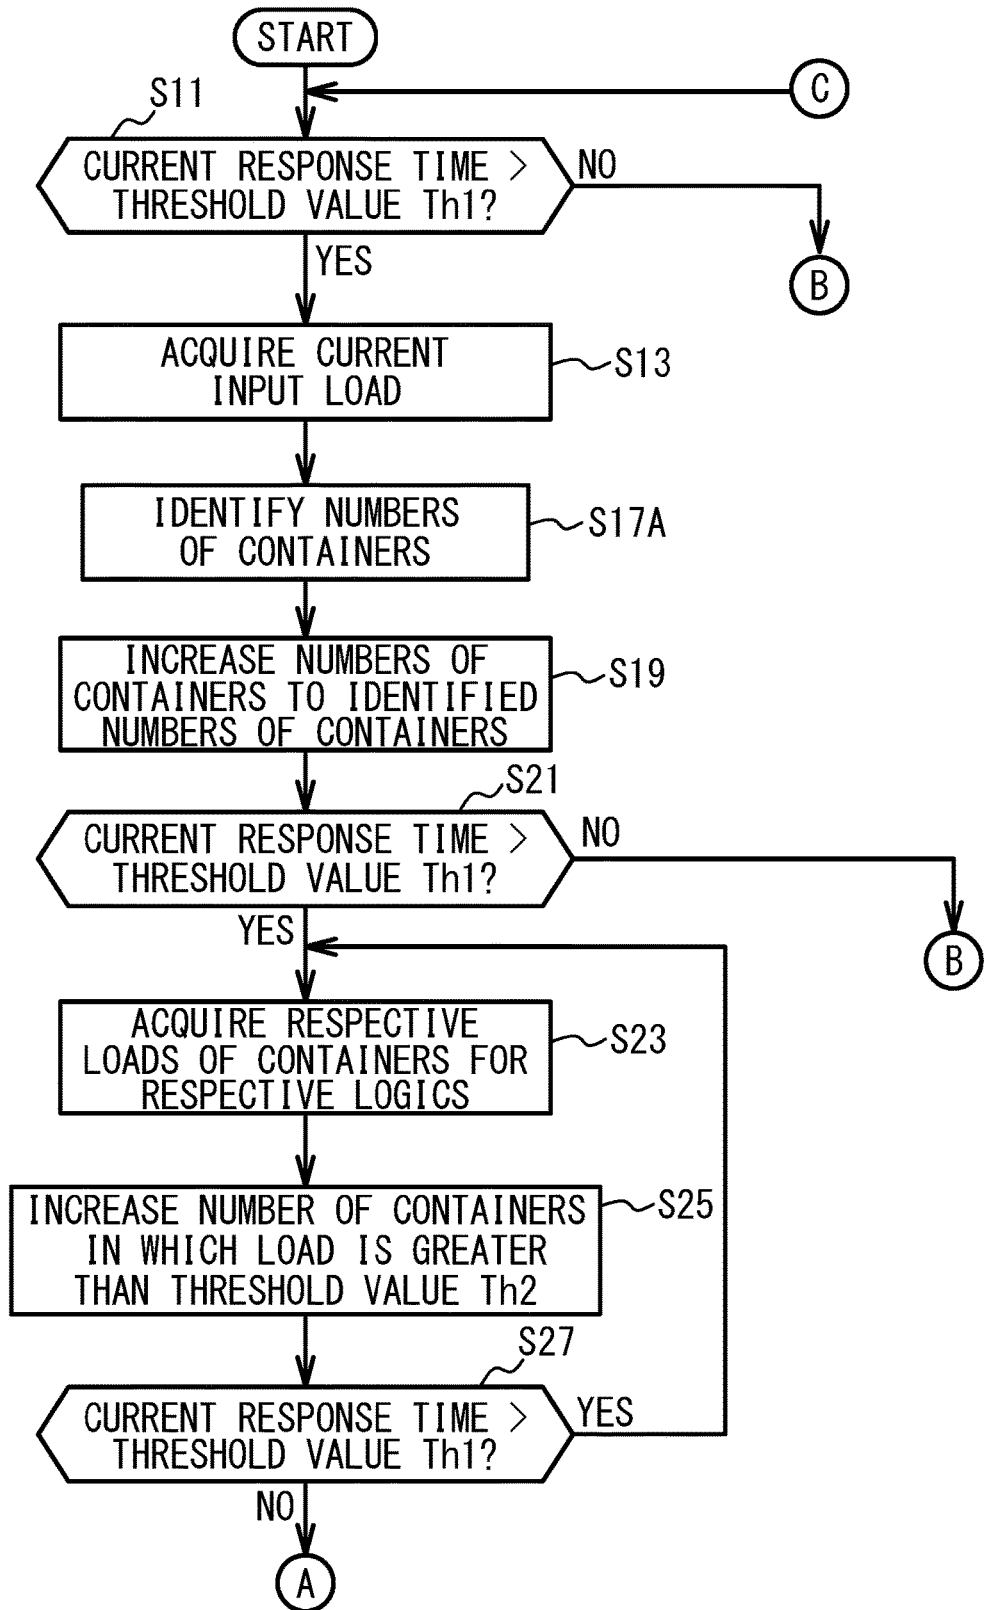 START
C
S11
CURRENT RESPONSE TIME >
THRESHOLD VALUE Th1?
NO
B
YES
ACQUIRE CURRENT
INPUT LOAD
S13
IDENTIFY NUMBERS
OF CONTAINERS
S17A
INCREASE NUMBERS OF
CONTAINERS TO IDENTIFIED
NUMBERS OF CONTAINERS
S19
S21
CURRENT RESPONSE TIME >
THRESHOLD VALUE Th1?
NO
B
YES
ACQUIRE RESPECTIVE
LOADS OF CONTAINERS FOR
RESPECTIVE LOGICS
S23
INCREASE NUMBER OF CONTAINERS
IN WHICH LOAD IS GREATER
THAN THRESHOLD VALUE Th2
S25
S27
CURRENT RESPONSE TIME >
THRESHOLD VALUE Th1?
YES
NO
A